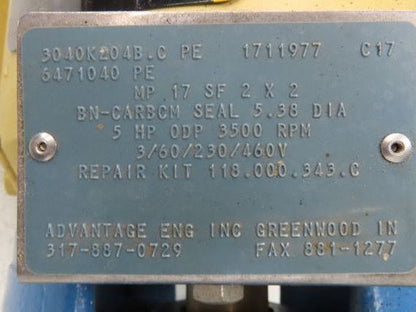 3040K204B.C PE 1711977 C17
6471040 PE
MP 17 SF 2 X 2
BN-CARBCM SEAL 5.38 DIA
5 HP ODP 3500 RPM
3/60/230/460V
REPAIR KIT 118.000.343.C
ADVANTAGE ENG INC GREENWOOD IN
317-887-0729 FAX 881-1277